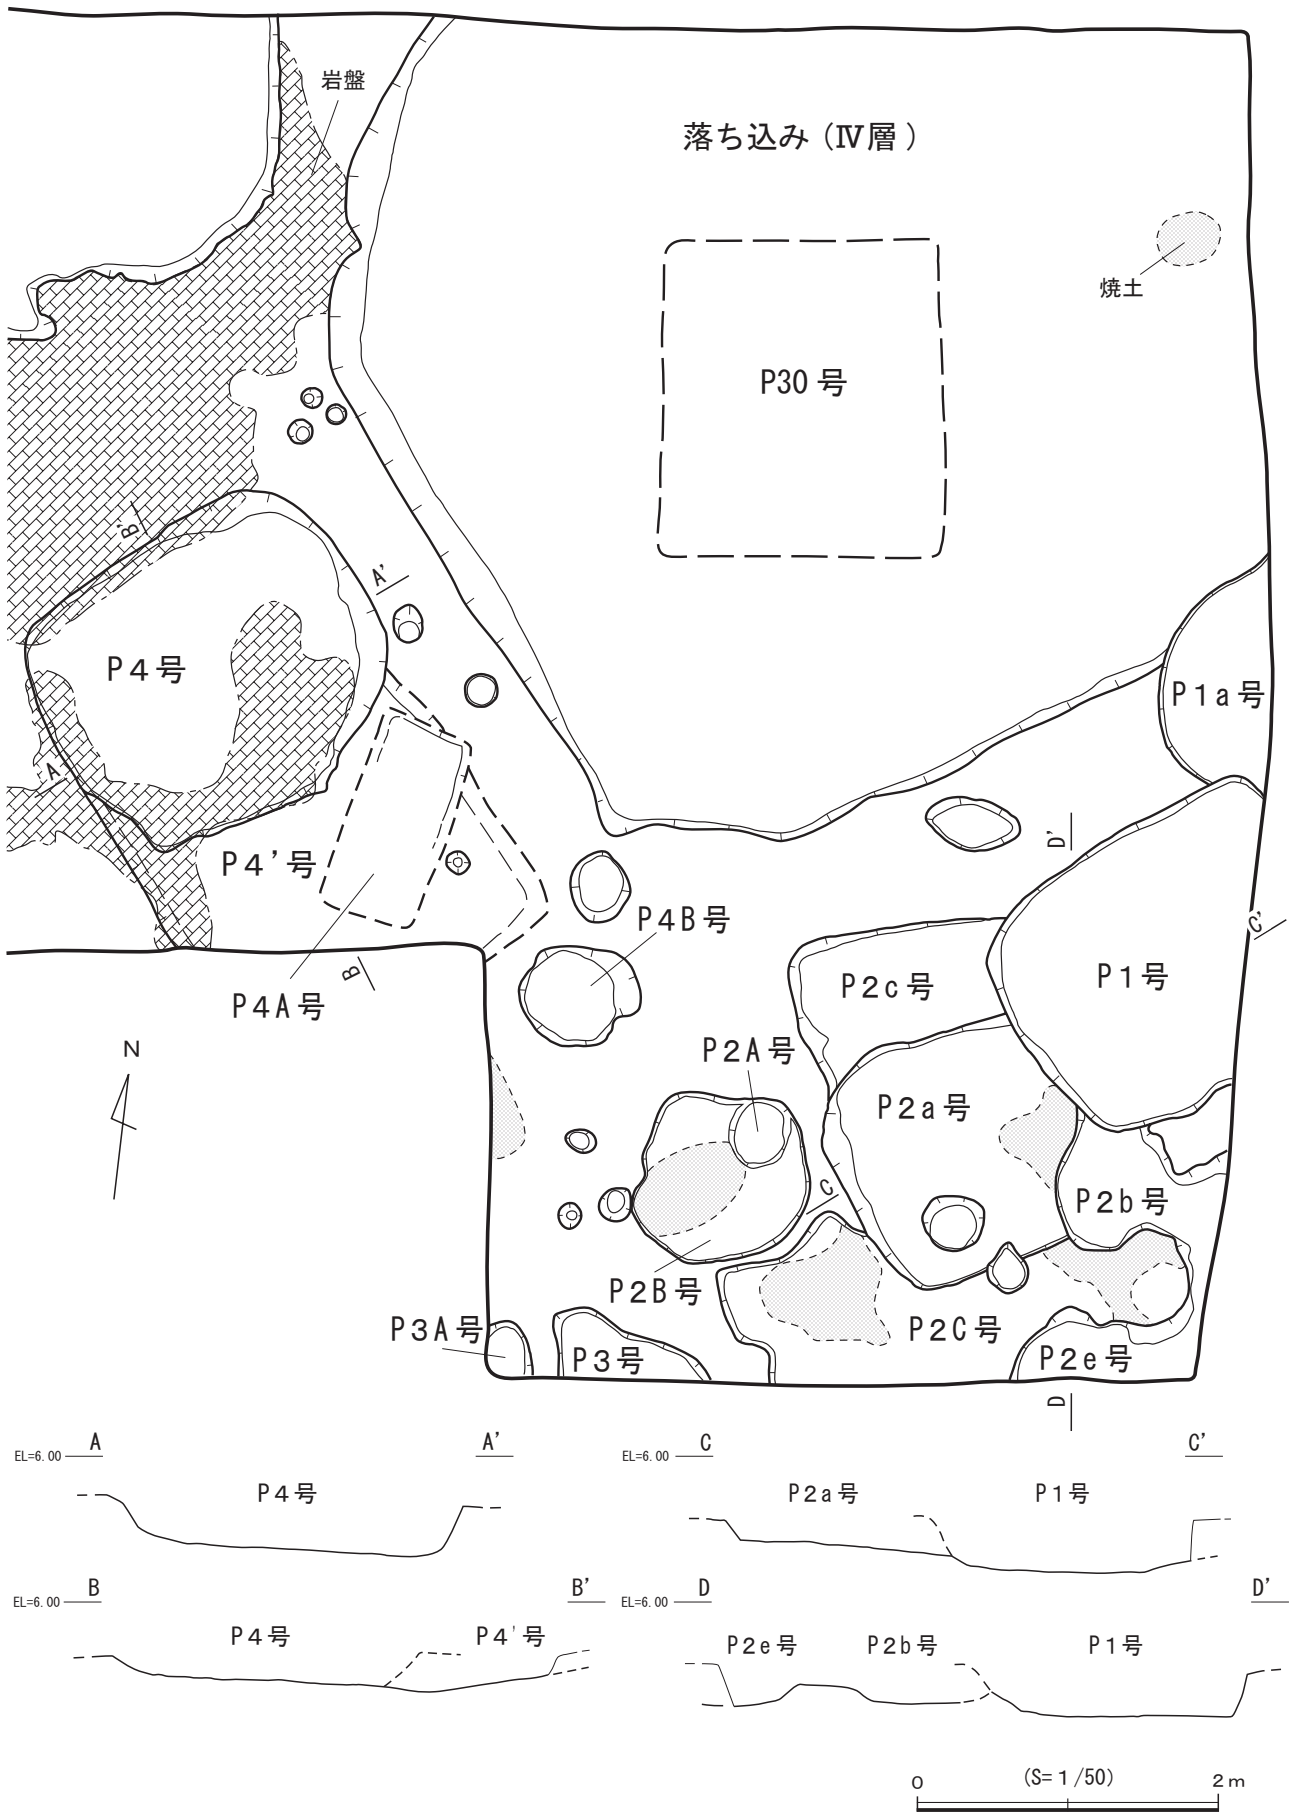 岩盤
落ち込み（Ⅳ層）
焼土
P30号
B'
A'
P4号
P1a号
A
P4'号
D'
P4B号
C'
P2c号
P1号
B
P4A号
N
P2A号
P2a号
C
P2b号
P2B号
P3A号
P2C号
P3号
P2e号
D
EL=6.00 A A'
P4号
EL=6.00 C C'
P2a号 P1号
EL=6.00 B B'
P4号 P4'号
EL=6.00 D D'
P2e号 P2b号 P1号
(S=1/50)
0 2m